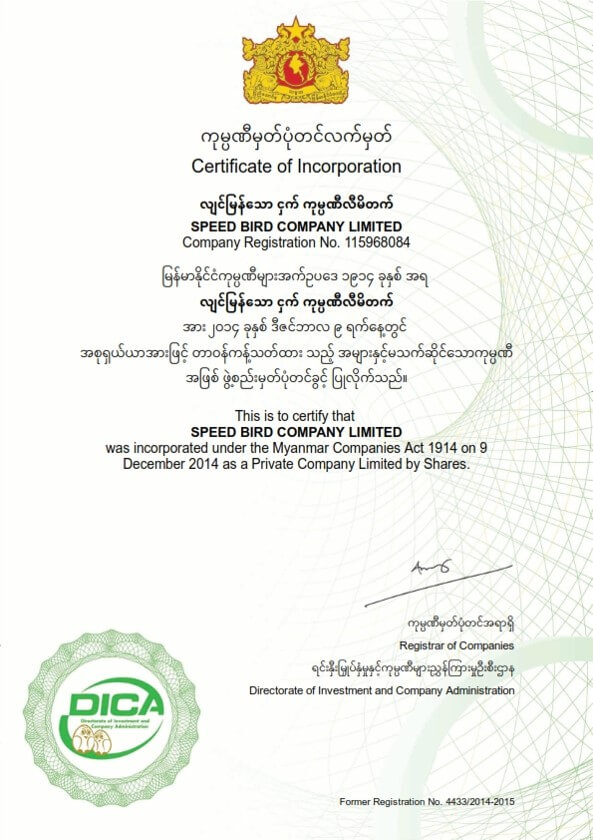 ကုမ္ပဏီမှတ်ပုံတင်လက်မှတ်
Certificate of Incorporation
လျင်မြန်သော ငှက် ကုမ္ပဏီလီမိတက်
SPEED BIRD COMPANY LIMITED
Company Registration No. 115968084
မြန်မာနိုင်ငံကုမ္ပဏီများအက်ဥပဒေ ၁၉၁၄ ခုနှစ် အရ
လျင်မြန်သော ငှက် ကုမ္ပဏီလီမိတက်
အား ၂၀၁၄ ခုနှစ် ဒီဇင်ဘာလ ၉ ရက်နေ့တွင်
အစုရှယ်ယာအားဖြင့် တာဝန်ကန့်သတ်ထား သည့် အများနှင့်မသက်ဆိုင်သောကုမ္ပဏီ
အဖြစ် ဖွဲ့စည်းမှတ်ပုံတင်ခွင့် ပြုလိုက်သည်။
This is to certify that
SPEED BIRD COMPANY LIMITED
was incorporated under the Myanmar Companies Act 1914 on 9
December 2014 as a Private Company Limited by Shares.
ကုမ္ပဏီမှတ်ပုံတင်အရာရှိ
Registrar of Companies
ရင်းနှီးမြှုပ်နှံမှုနှင့်ကုမ္ပဏီများညွှန်ကြားမှုဦးစီးဌာန
Directorate of Investment and Company Administration
DICA
Directorate of Investment and
Company Administration
Former Registration No. 4433/2014-2015